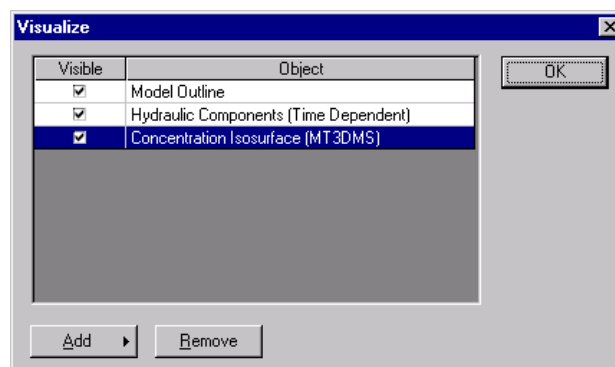 Visualize
Visible Object
Model Outline
Hydraulic Components (Time Dependent)
Concentration Isosurface (MT3DMS)
OK
Add Remove